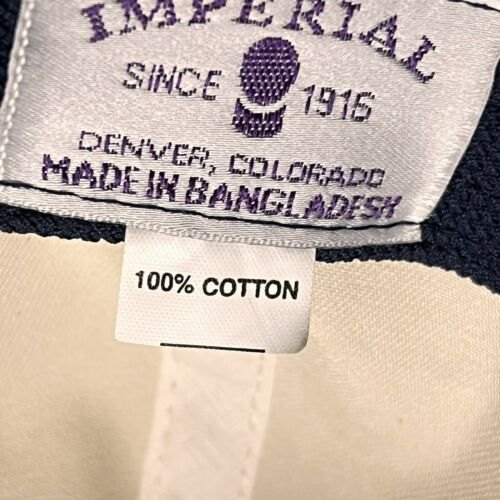 IMPERIAL
SINCE 1916
DENVER, COLORADO
MADE IN BANGLADESH
100% COTTON